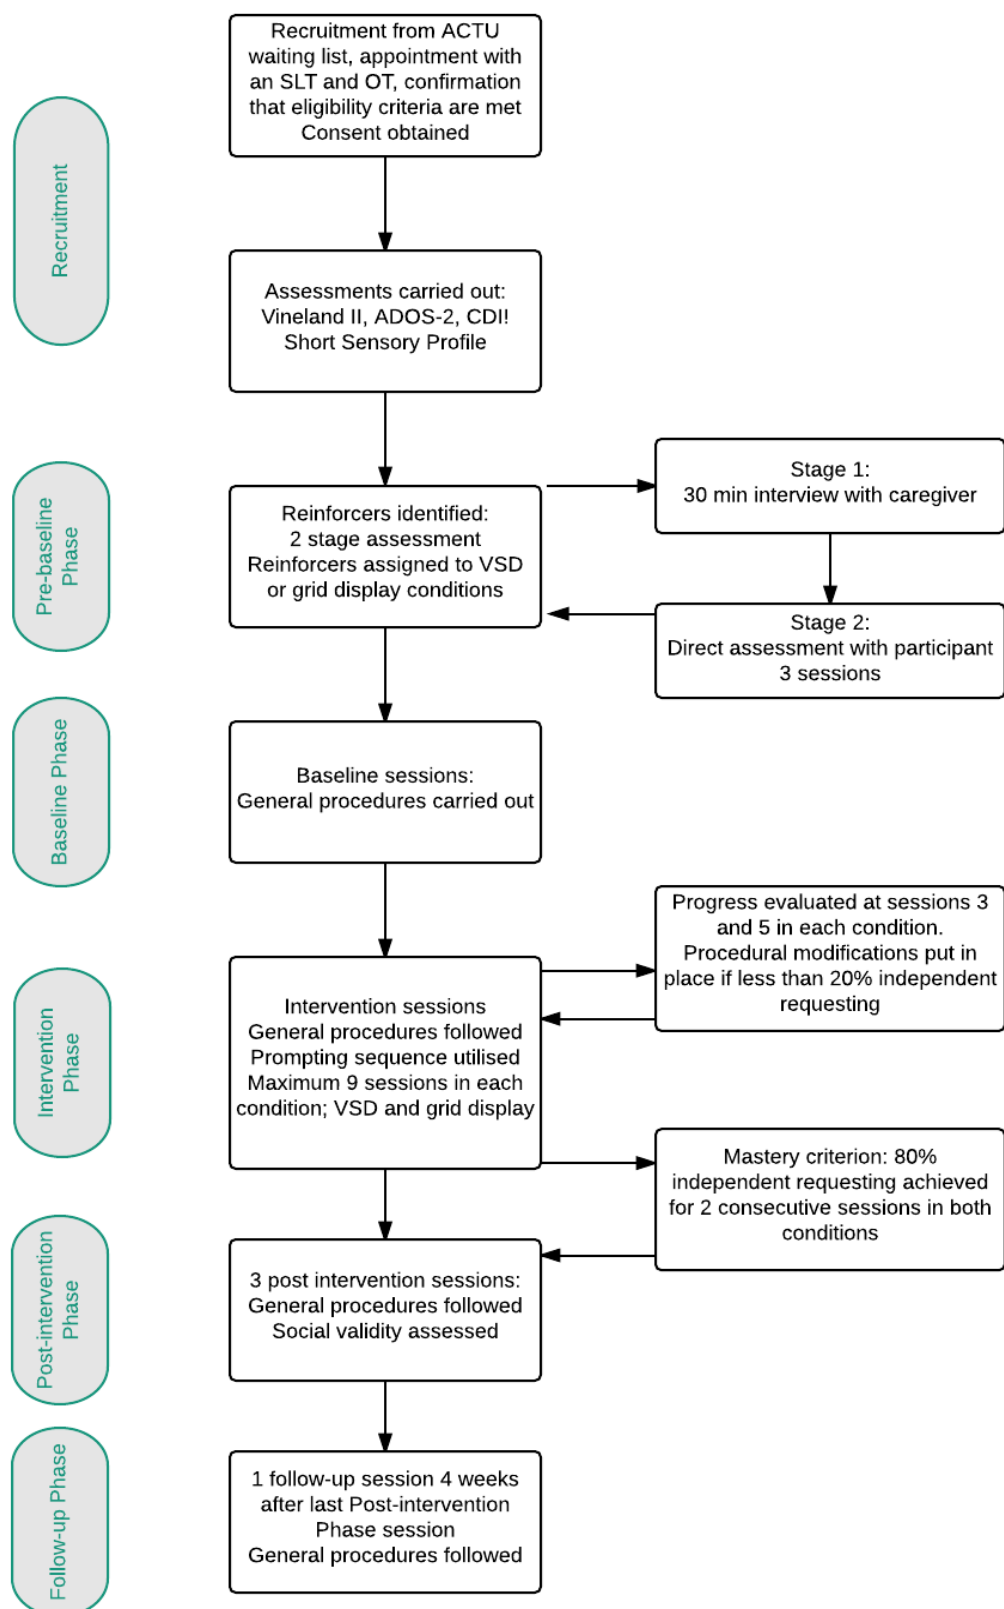 Recruitment from ACTU
waiting list, appointment with
an SLT and OT, confirmation
that eligibility criteria are met
Consent obtained
Recruitment
Assessments carried out:
Vineland II, ADOS-2, CDI!
Short Sensory Profile
Pre-baseline
Phase
Reinforcers identified:
2 stage assessment
Reinforcers assigned to VSD
or grid display conditions
Stage 1:
30 min interview with caregiver
Stage 2:
Direct assessment with participant
3 sessions
Baseline Phase
Baseline sessions:
General procedures carried out
Intervention
Phase
Intervention sessions
General procedures followed
Prompting sequence utilised
Maximum 9 sessions in each
condition; VSD and grid display
Progress evaluated at sessions 3
and 5 in each condition.
Procedural modifications put in
place if less than 20% independent
requesting
Mastery criterion: 80%
independent requesting achieved
for 2 consecutive sessions in both
conditions
Post-intervention
Phase
3 post intervention sessions:
General procedures followed
Social validity assessed
Follow-up Phase
1 follow-up session 4 weeks
after last Post-intervention
Phase session
General procedures followed